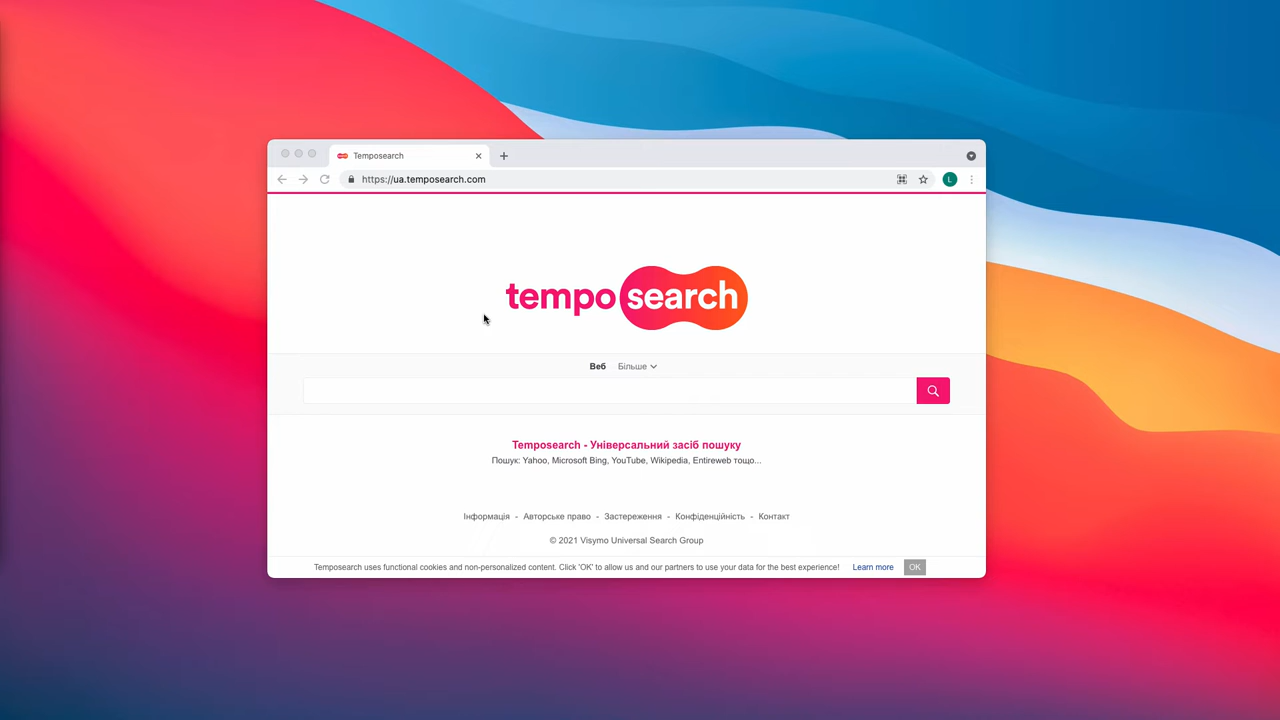 Temposearch
https://ua.temposearch.com
L
tempo search
Веб Більше
Temposearch - Універсальний засіб пошуку
Пошук: Yahoo, Microsoft Bing, YouTube, Wikipedia, Entireweb тощо...
Інформація - Авторське право - Застереження - Конфіденційність - Контакт
© 2021 Visymo Universal Search Group
Temposearch uses functional cookies and non-personalized content. Click 'OK' to allow us and our partners to use your data for the best experience! Learn more OK